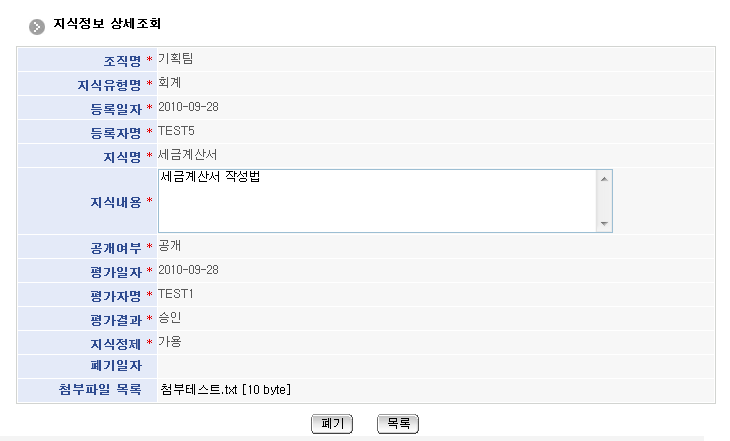 지식정보 상세조회
조직명 * 기획팀
지식유형명 * 회계
등록일자 * 2010-09-28
등록자명 * TEST5
지식명 * 세금계산서
지식내용 * 세금계산서 작성법
공개여부 * 공개
평가일자 * 2010-09-28
평가자명 * TEST1
평가결과 * 승인
지식정제 * 가용
폐기일자
첨부파일 목록 첨부테스트.txt [10 byte]
폐기 목록